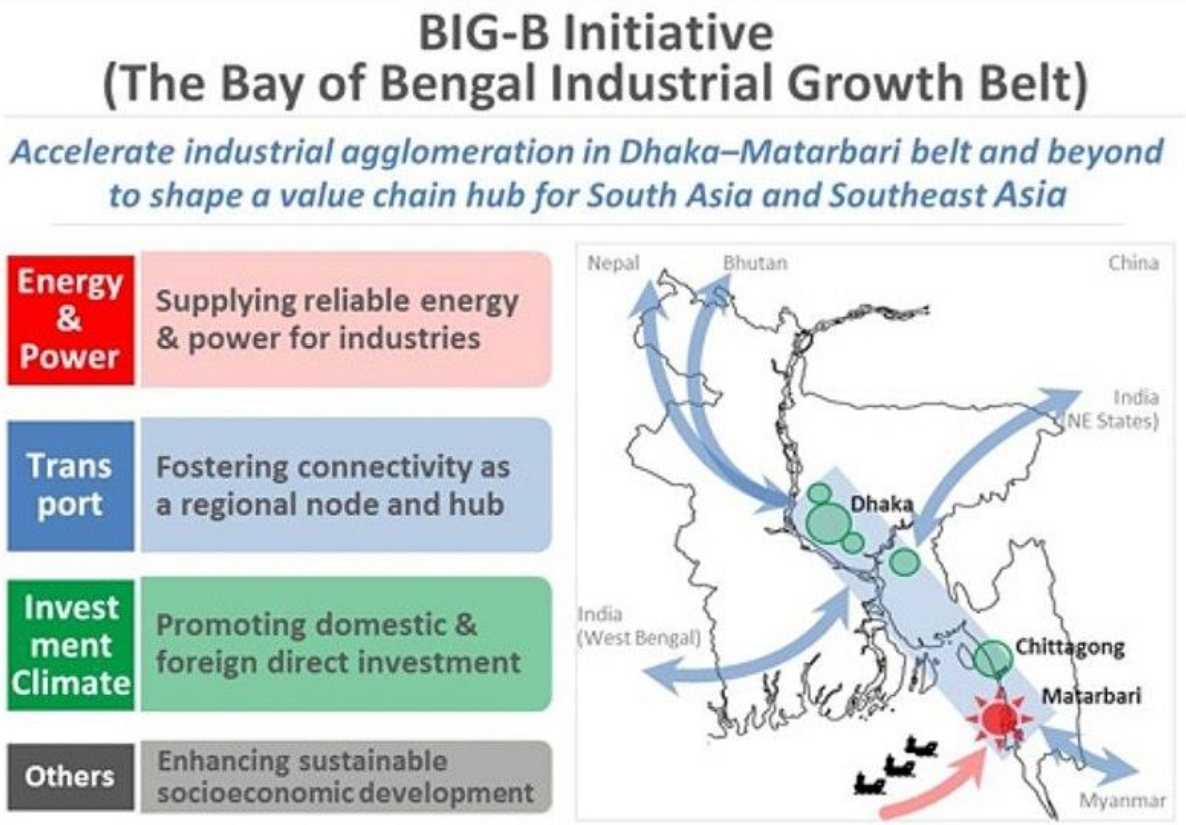 BIG-B Initiative
(The Bay of Bengal Industrial Growth Belt)
Accelerate industrial agglomeration in Dhaka–Matarbari belt and beyond
to shape a value chain hub for South Asia and Southeast Asia
Energy
&
Power
Supplying reliable energy
& power for industries
Trans
port
Fostering connectivity as
a regional node and hub
Invest
ment
Climate
Promoting domestic &
foreign direct investment
Others
Enhancing sustainable
socioeconomic development
Nepal
Bhutan
China
India
(NE States)
Dhaka
India
(West Bengal)
Chittagong
Matarbari
Myanmar